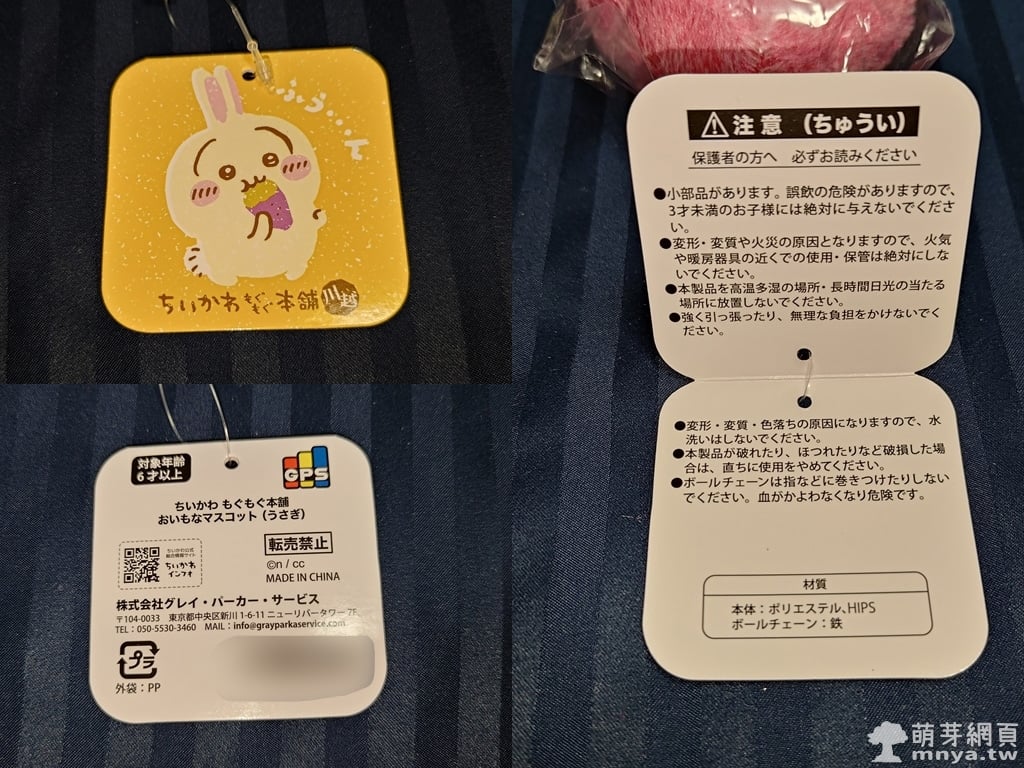 ふう…ん
ちいかわもぐもぐ本舗 川越
対象年齢
6才以上
GPS
ちいかわ もぐもぐ本舗
おいもなマスコット（うさぎ）
ちいかわ公式
総合情報サイト
ちいかわ
インフォ
転売禁止
©n / cc
MADE IN CHINA
株式会社グレイ・パーカー・サービス
〒104-0033　東京都中央区新川 1-6-11 ニューリバータワー 7F
TEL：050-5530-3460　MAIL：info@grayparkaservice.com
プラ
外袋：PP
注意 （ちゅうい）
保護者の方へ　必ずお読みください
●小部品があります。誤飲の危険がありますので、
3才未満のお子様には絶対に与えないでくださ
い。
●変形・変質や火災の原因となりますので、火気
や暖房器具の近くでの使用・保管は絶対にしな
いでください。
●本製品を高温多湿の場所・長時間日光の当たる
場所に放置しないでください。
●強く引っ張ったり、無理な負担をかけないでく
ださい。
●変形・変質・色落ちの原因になりますので、水
洗いはしないでください。
●本製品が破れたり、ほつれたりなど破損した場
合は、直ちに使用をやめてください。
●ボールチェーンは指などに巻きつけたりしない
でください。血がかよわなくなり危険です。
材質
本体：ポリエステル、HIPS
ボールチェーン：鉄
萌芽網頁
mnya.tw